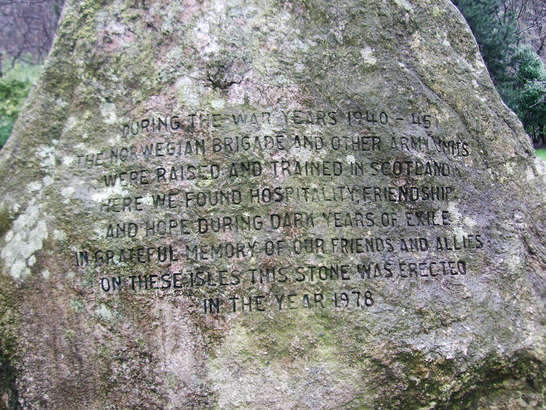 DURING THE WAR YEARS 1940 - 45
THE NORWEGIAN BRIGADE AND OTHER ARMY UNITS
WERE RAISED AND TRAINED IN SCOTLAND.
HERE WE FOUND HOSPITALITY, FRIENDSHIP
AND HOPE DURING DARK YEARS OF EXILE.
IN GRATEFUL MEMORY OF OUR FRIENDS AND ALLIES
ON THESE ISLES THIS STONE WAS ERECTED
IN THE YEAR 1978